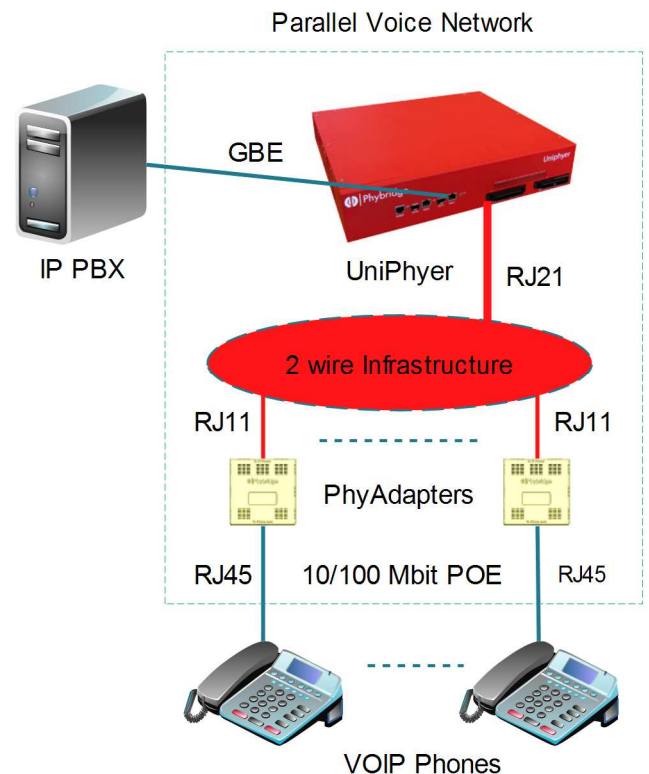 Parallel Voice Network
GBE
Phybridge
Uniphyer
IP PBX
UniPhyer
RJ21
2 wire Infrastructure
RJ11
RJ11
PhyAdapters
RJ45
10/100 Mbit POE
RJ45
VOIP Phones